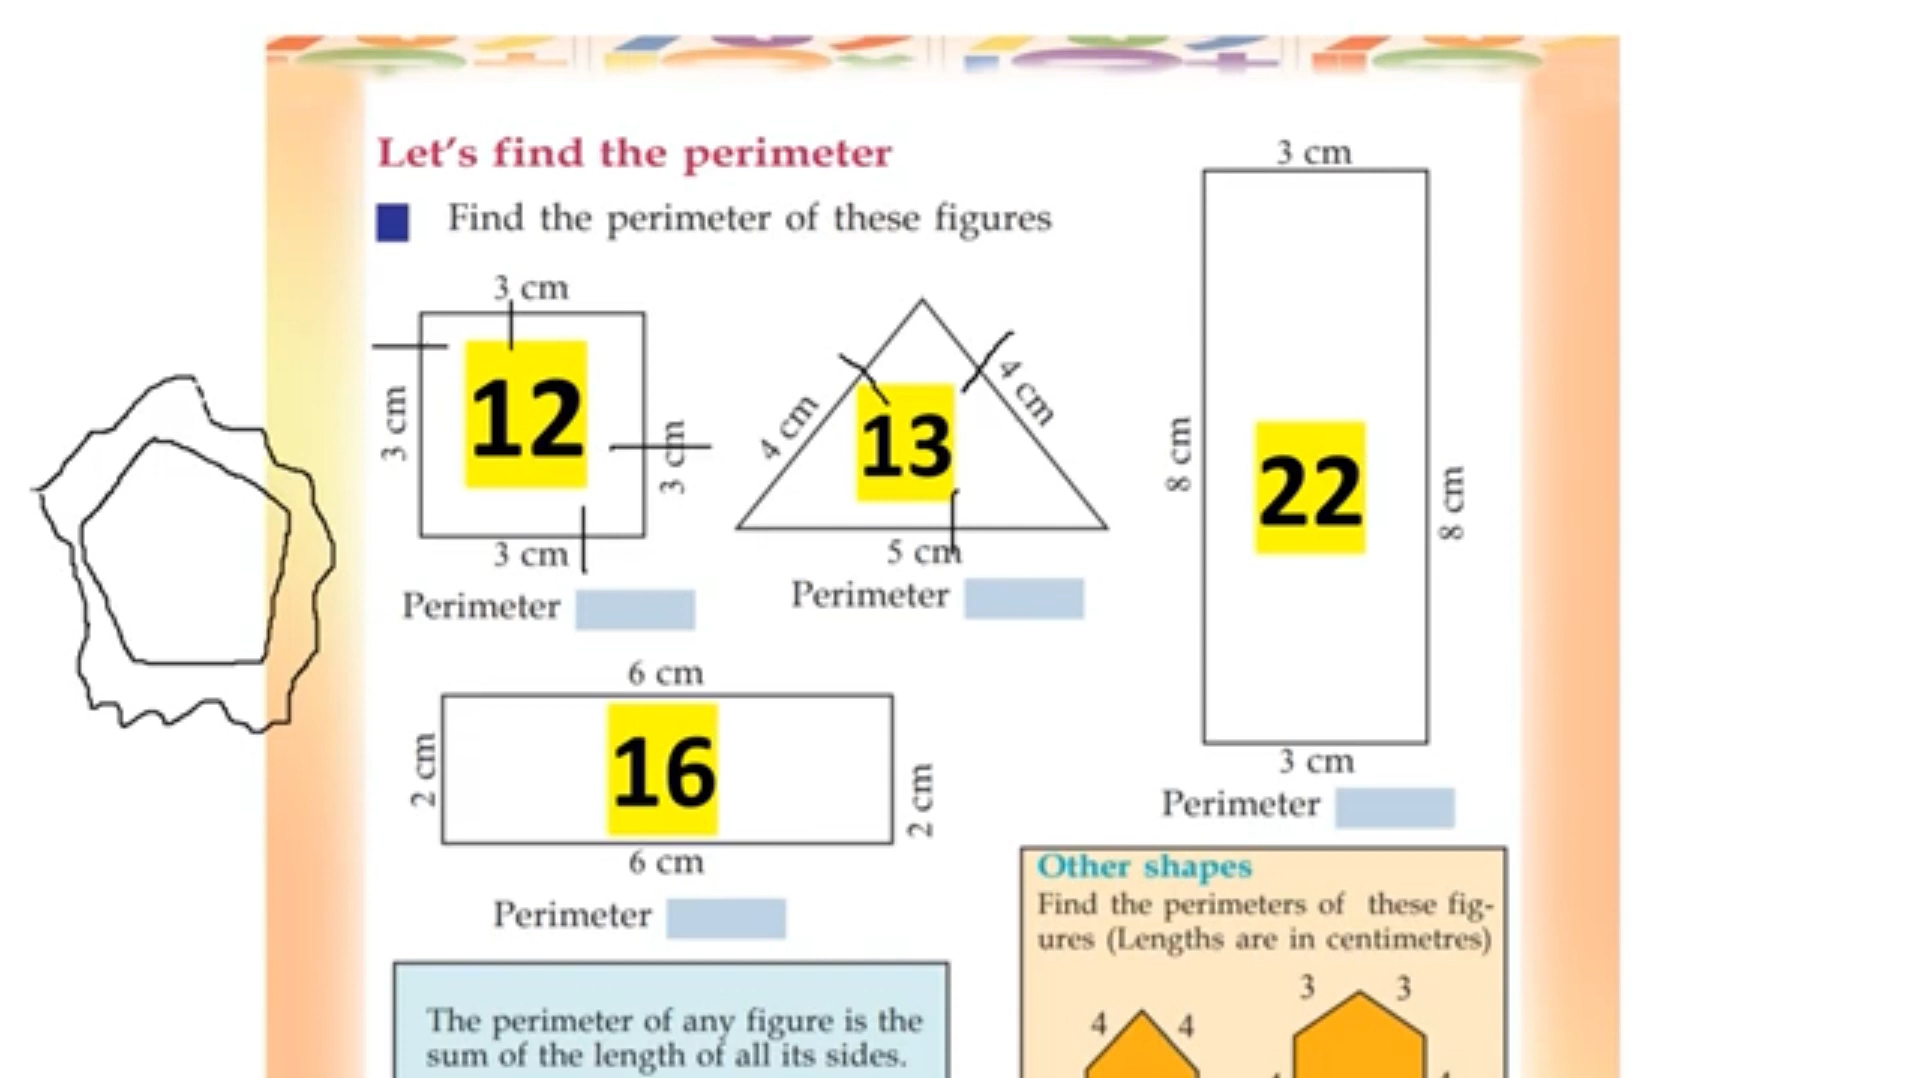 Let's find the perimeter
Find the perimeter of these figures
3 cm
3 cm
12
3 cm
3 cm
Perimeter
4 cm
4 cm
13
5 cm
Perimeter
3 cm
8 cm
22
8 cm
3 cm
Perimeter
6 cm
2 cm
16
2 cm
6 cm
Perimeter
The perimeter of any figure is the
sum of the length of all its sides.
Other shapes
Find the perimeters of these fig-
ures (Lengths are in centimetres)
4
4
3
3